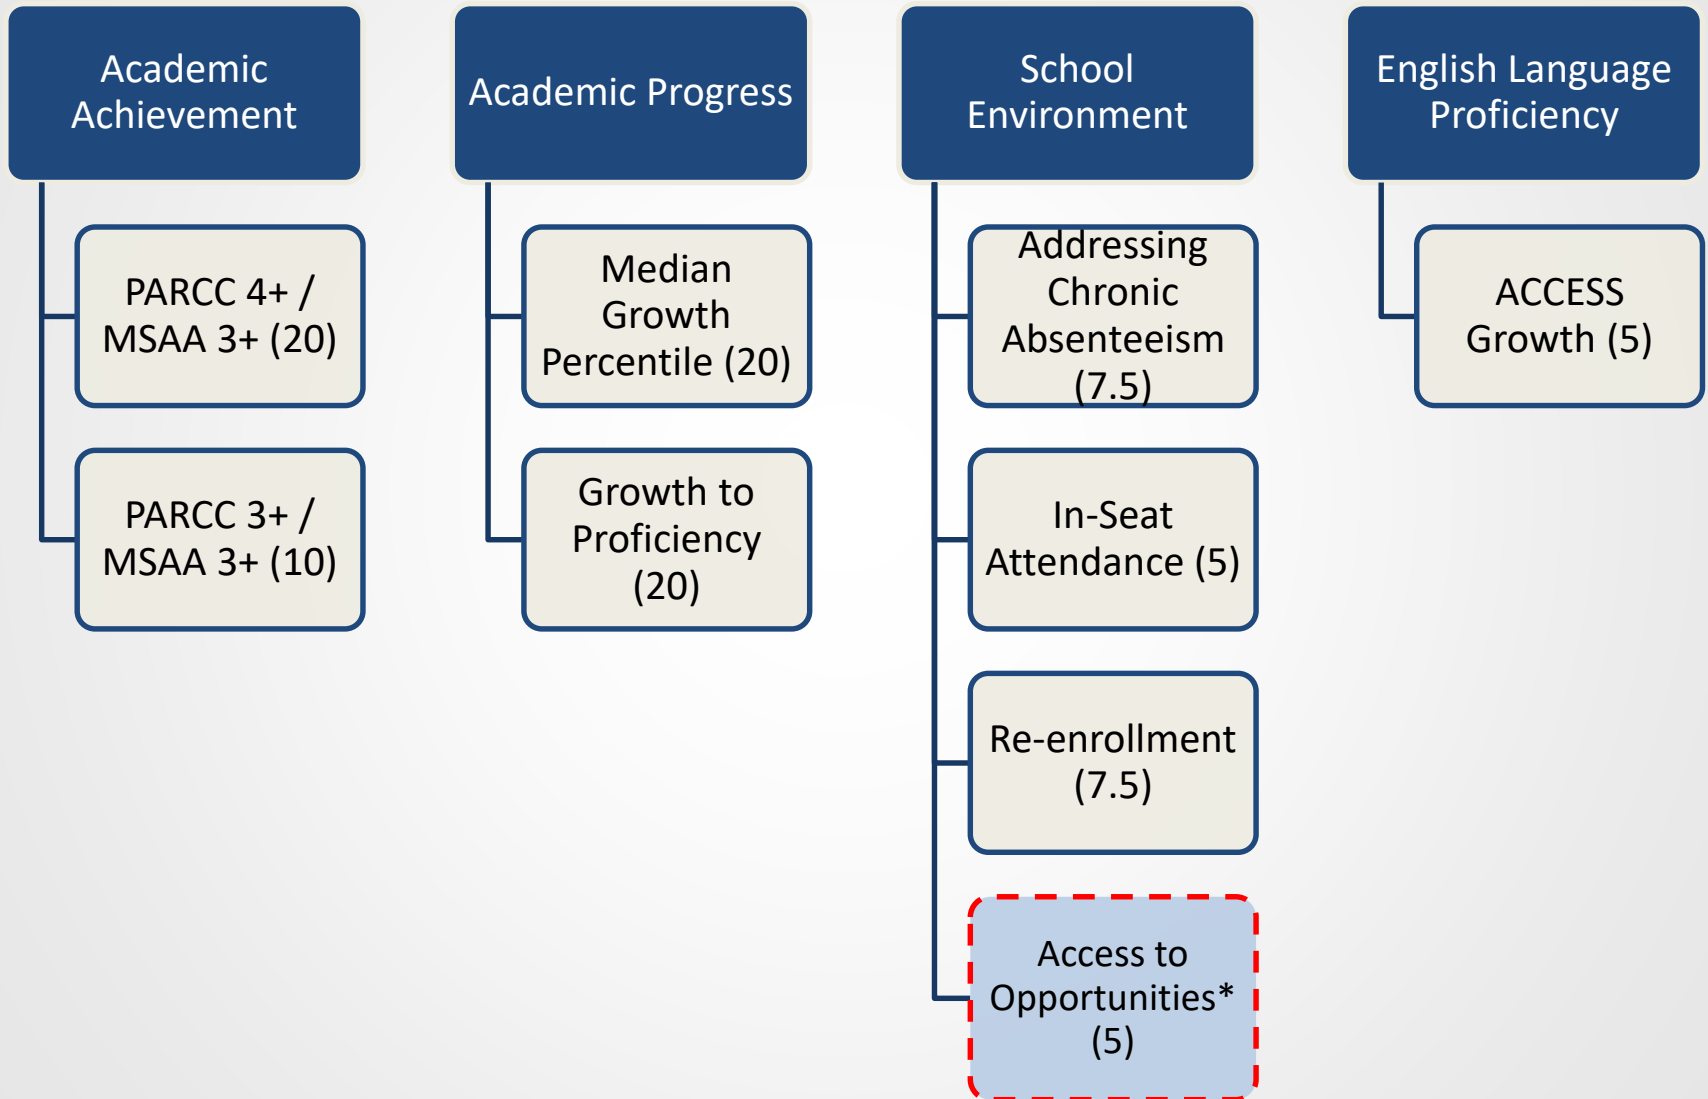 Academic
Achievement
PARCC 4+ /
MSAA 3+ (20)
PARCC 3+ /
MSAA 3+ (10)
Academic Progress
Median
Growth
Percentile (20)
Growth to
Proficiency
(20)
School
Environment
Addressing
Chronic
Absenteeism
(7.5)
In-Seat
Attendance (5)
Re-enrollment
(7.5)
Access to
Opportunities*
(5)
English Language
Proficiency
ACCESS
Growth (5)